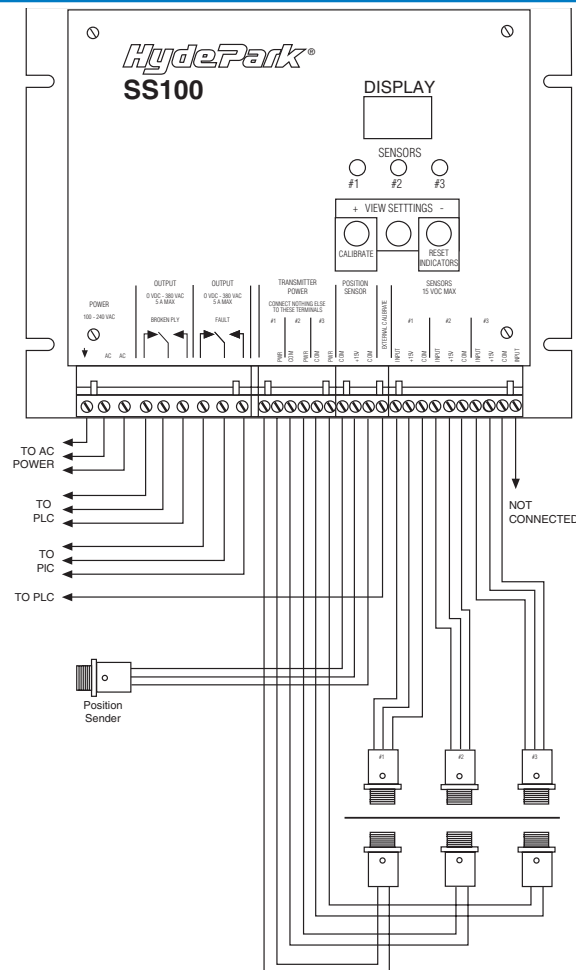 HydePark®
SS100
DISPLAY
SENSORS
#1 #2 #3
+ VIEW SETTTINGS -
CALIBRATE
RESET
INDICATORS
POWER
100 - 240 VAC
AC AC
OUTPUT
0 VDC - 380 VAC
5 A MAX
BROKEN PLY
OUTPUT
0 VDC - 380 VAC
5 A MAX
FAULT
TRANSMITTER
POWER
CONNECT NOTHING ELSE
TO THESE TERMINALS
#1 #2 #3
PWR COM PWR COM PWR
POSITION
SENSOR
COM +15V COM
EXTERNAL CALIBRATE
SENSORS
15 VDC MAX
#1 #2 #3
INPUT +15V COM INPUT +15V COM INPUT +15V COM INPUT
TO AC
POWER
TO
PLC
TO
PIC
TO PLC
NOT
CONNECTED
Position
Sender
#1 #2 #3